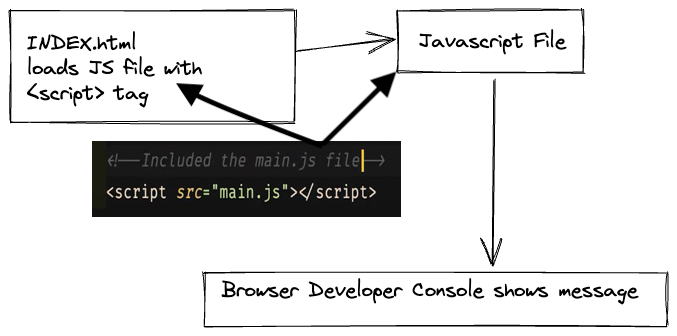 INDEX.html
loads JS file with
<script> tag
Javascript File
<!--Included the main.js file-->
<script src="main.js"></script>
Browser Developer Console shows message